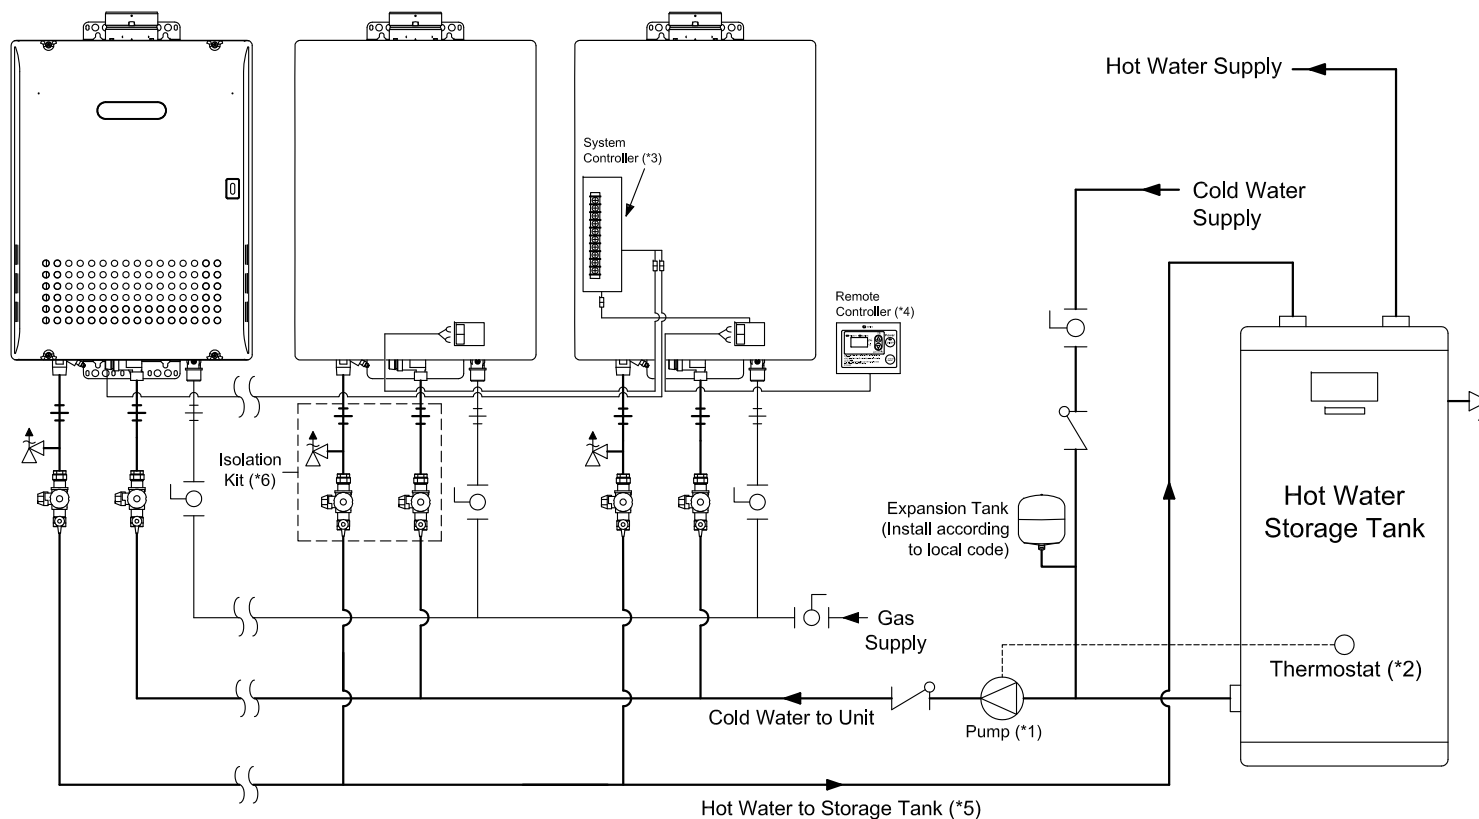 Hot Water Supply
System
Controller (*3)
Cold Water
Supply
Remote
Controller (*4)
Isolation
Kit (*6)
Expansion Tank
(Install according
to local code)
Hot Water
Storage Tank
Gas
Supply
Thermostat (*2)
Cold Water to Unit
Pump (*1)
Hot Water to Storage Tank (*5)